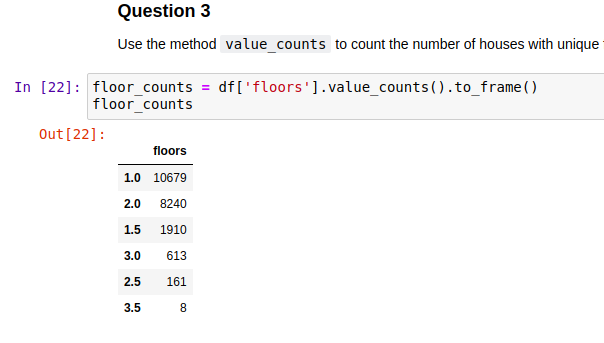 Question 3
Use the method value_counts to count the number of houses with unique
In [22]: floor_counts = df['floors'].value_counts().to_frame()
floor_counts
Out[22]:
floors
1.0 10679
2.0 8240
1.5 1910
3.0 613
2.5 161
3.5 8